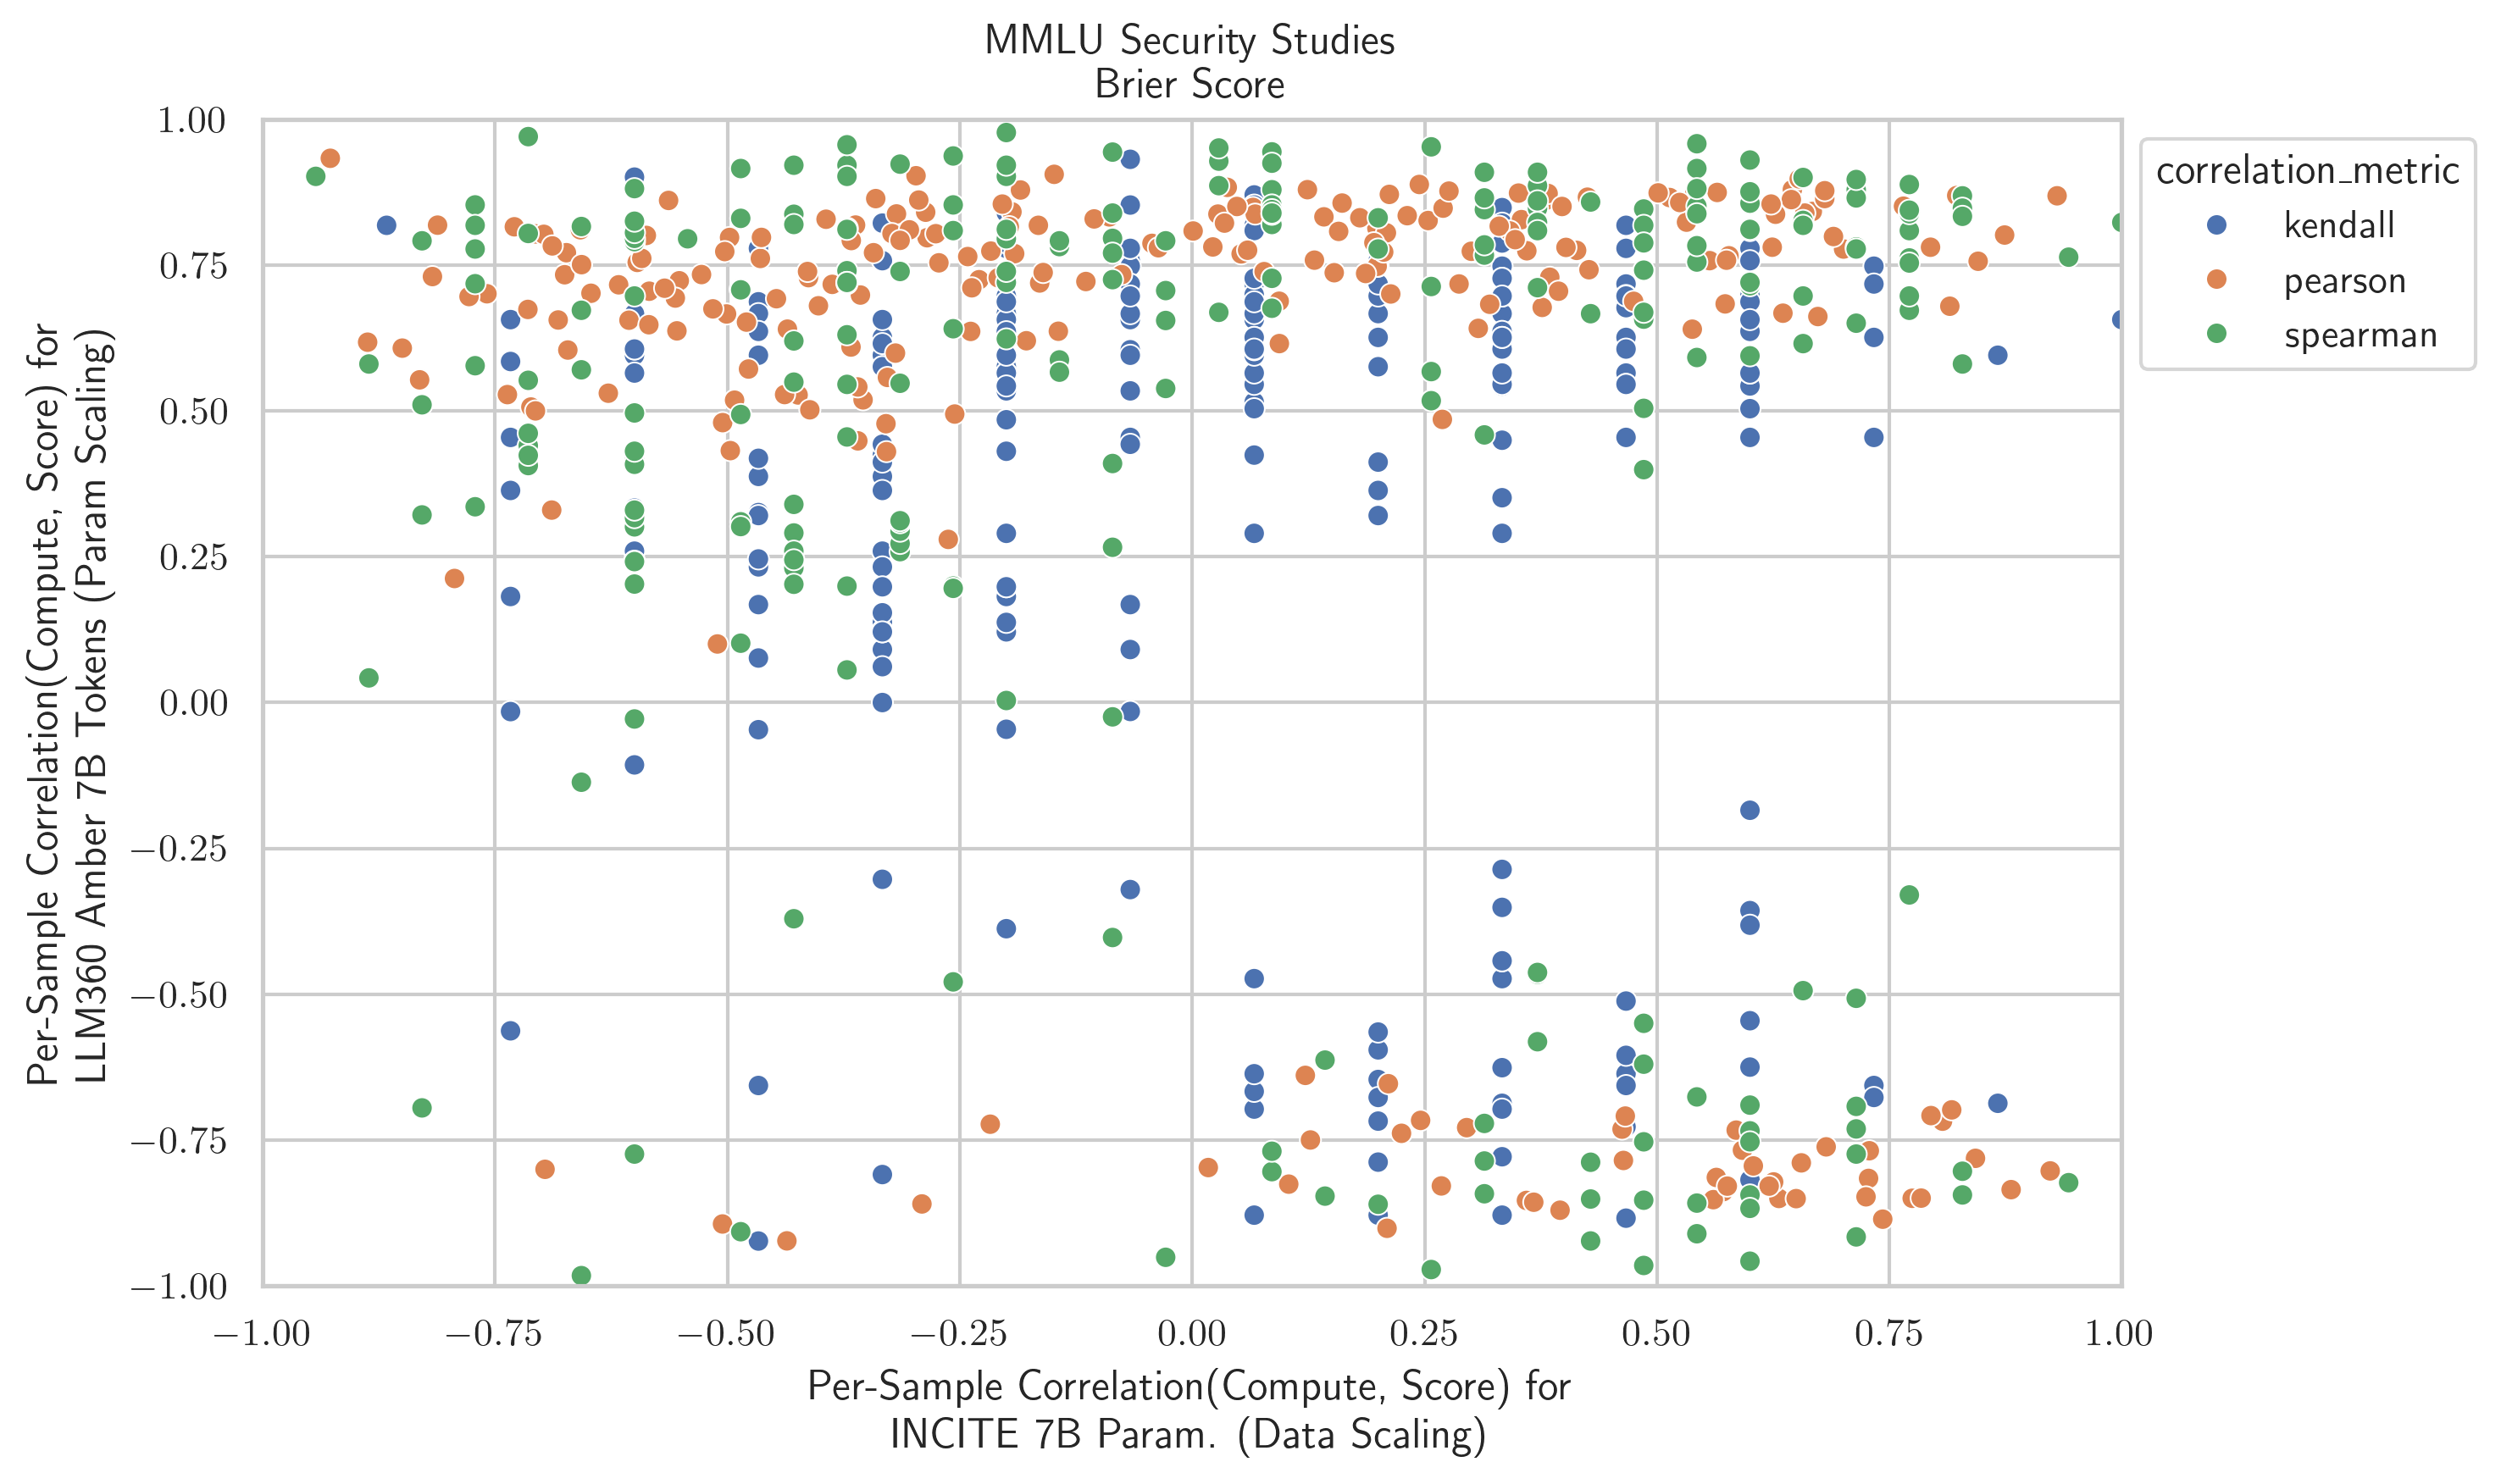 MMLU Security Studies
Brier Score
Per-Sample Correlation(Compute, Score) for
LLM360 Amber 7B Tokens (Param Scaling)
1.00
0.75
0.50
0.25
0.00
−0.25
−0.50
−0.75
−1.00
correlation_metric
kendall
pearson
spearman
−1.00 −0.75 −0.50 −0.25 0.00 0.25 0.50 0.75 1.00
Per-Sample Correlation(Compute, Score) for
INCITE 7B Param. (Data Scaling)